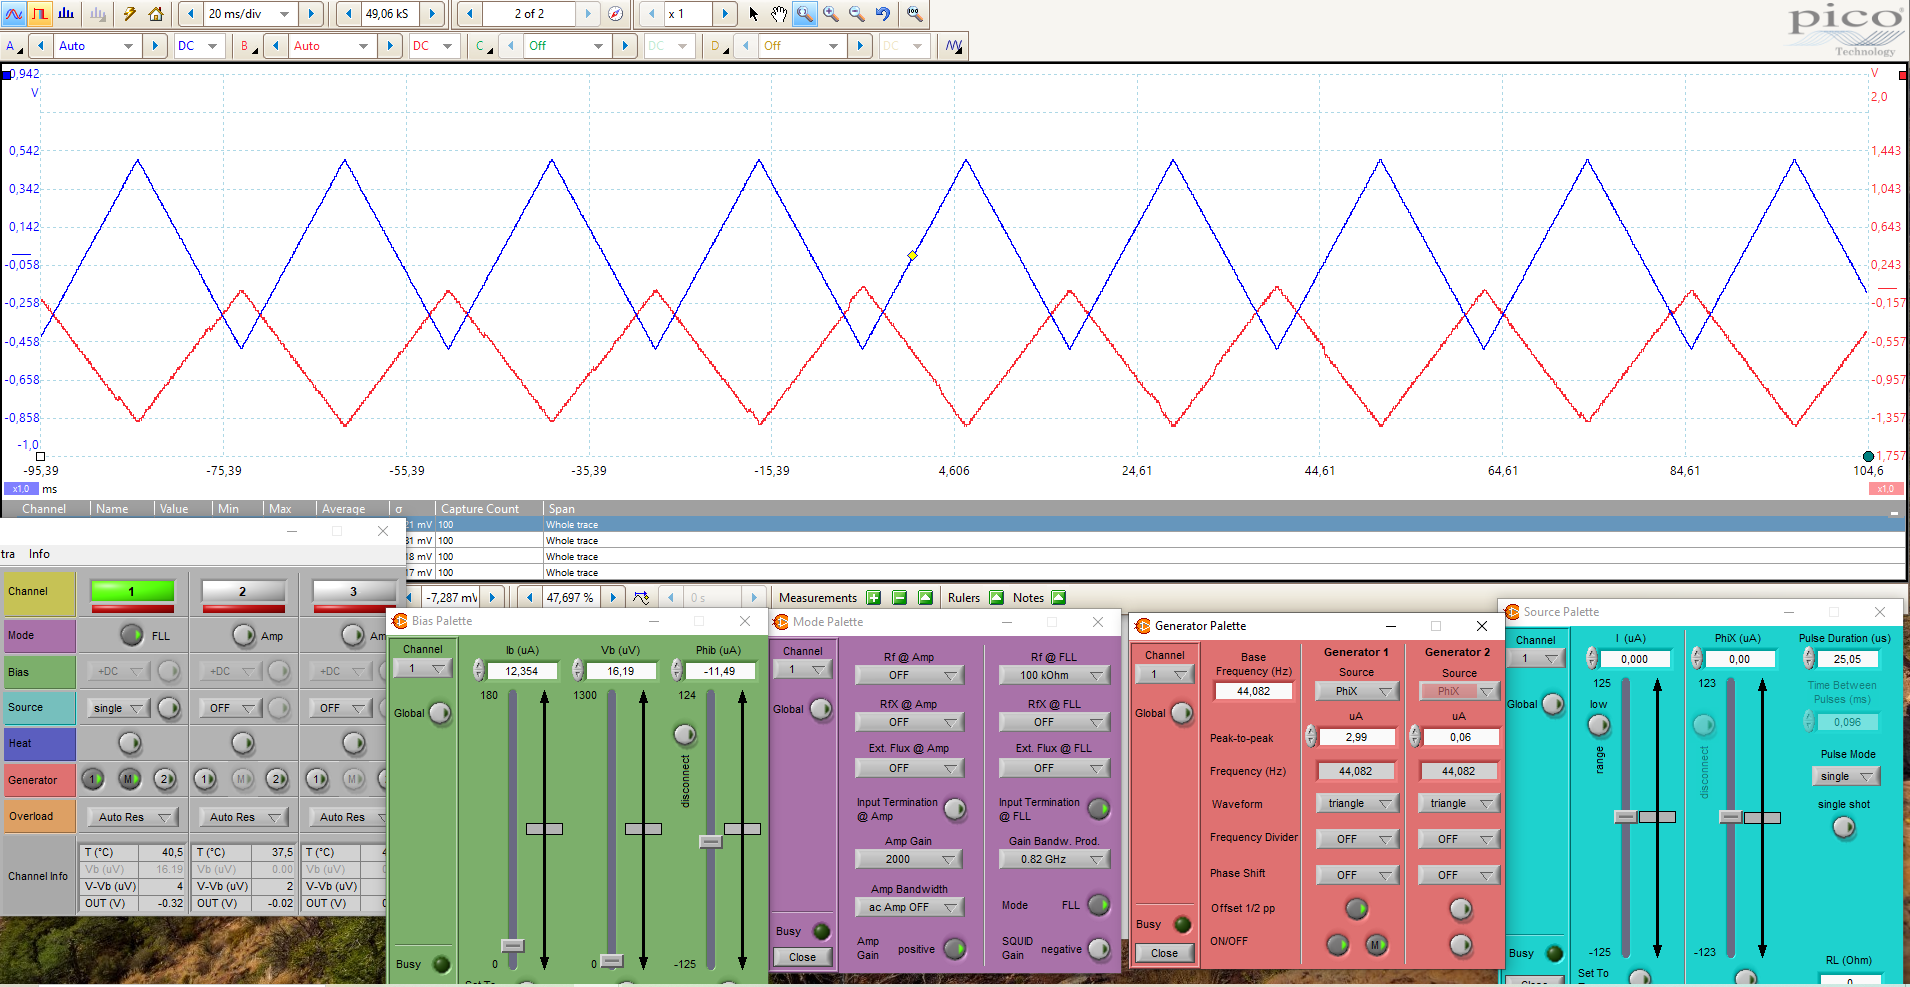 20 ms/div
49,06 kS
2 of 2
x 1
pico
Technology
A
Auto
DC
B
Auto
DC
C
Off
DC
D
Off
DC
0,942
V
0,542
0,342
0,142
-0,058
-0,258
-0,458
-0,658
-0,858
-1,0
V
2,0
1,443
1,043
0,643
0,243
-0,157
-0,557
-0,957
-1,357
-1,757
-95,39
-75,39
-55,39
-35,39
-15,39
4,606
24,61
44,61
64,61
84,61
104,6
x1,0
ms
x1,0
Channel Name Value Min Max Average σ Capture Count Span
21 mV 100 Whole trace
31 mV 100 Whole trace
18 mV 100 Whole trace
17 mV 100 Whole trace
-7,287 mV
47,697 %
0 s
Measurements
Rulers
Notes
tra Info
Channel 1 2 3
Mode FLL Amp Am
Bias +DC +DC +DC
Source single OFF OFF
Heat
Generator 1 M 2 1 M 2 1 M
Overload Auto Res Auto Res Auto Res
Channel Info
T (°C) 40,5 T (°C) 37,5 T (°C) 4
Vb (uV) 16.19 Vb (uV) 0.00 Vb (uV)
V-Vb (uV) 4 V-Vb (uV) 2 V-Vb (uV)
OUT (V) -0.32 OUT (V) -0.02 OUT (V)
Bias Palette
Channel
1
Global
Busy
Ib (uA) Vb (uV) Phib (uA)
12,354 16,19 -11,49
180 1300 124
disconnect
0 0 -125
Set To
Mode Palette
Channel
1
Global
Busy
Close
Rf @ Amp
OFF
RfX @ Amp
OFF
Ext. Flux @ Amp
OFF
Input Termination
@ Amp
Amp Gain
2000
Amp Bandwidth
ac Amp OFF
Amp
Gain
positive
Rf @ FLL
100 kOhm
RfX @ FLL
OFF
Ext. Flux @ FLL
OFF
Input Termination
@ FLL
Gain Bandw. Prod.
0.82 GHz
Mode FLL
SQUID
Gain
negative
Generator Palette
Channel
1
Global
Busy
Close
Base
Frequency (Hz)
44,082
Generator 1 Generator 2
Source Source
PhiX PhiX
uA uA
Peak-to-peak 2,99 0,06
Frequency (Hz) 44,082 44,082
Waveform triangle triangle
Frequency Divider OFF OFF
Phase Shift OFF OFF
Offset 1/2 pp
ON/OFF M
Source Palette
Channel
1
Global
Busy
I (uA) PhiX (uA) Pulse Duration (us)
0,000 0,00 25,05
125 123
low
range
disconnect
Time Between
Pulses (ms)
0,096
Pulse Mode
single
single shot
-125 -123
Set To
RL (Ohm)
0